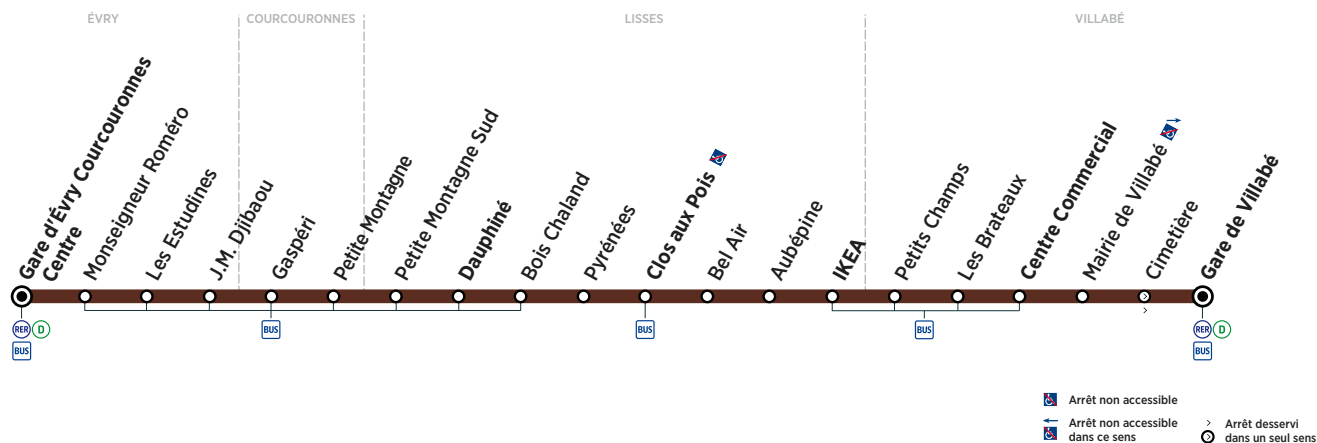 ÉVRY
COURCOURONNES
LISSES
VILLABÉ
Gare d'Évry Courcouronnes
Centre
Monseigneur Roméro
Les Estudines
J.M. Djibaou
Gaspéri
Petite Montagne
Petite Montagne Sud
Dauphiné
Bois Chaland
Pyrénées
Clos aux Pois
Bel Air
Aubépine
IKEA
Petits Champs
Les Brateaux
Centre Commercial
Mairie de Villabé
Cimetière
Gare de Villabé
RER D
BUS
BUS
BUS
BUS
RER D
BUS
Arrêt non accessible
Arrêt non accessible
dans ce sens
Arrêt desservi
dans un seul sens